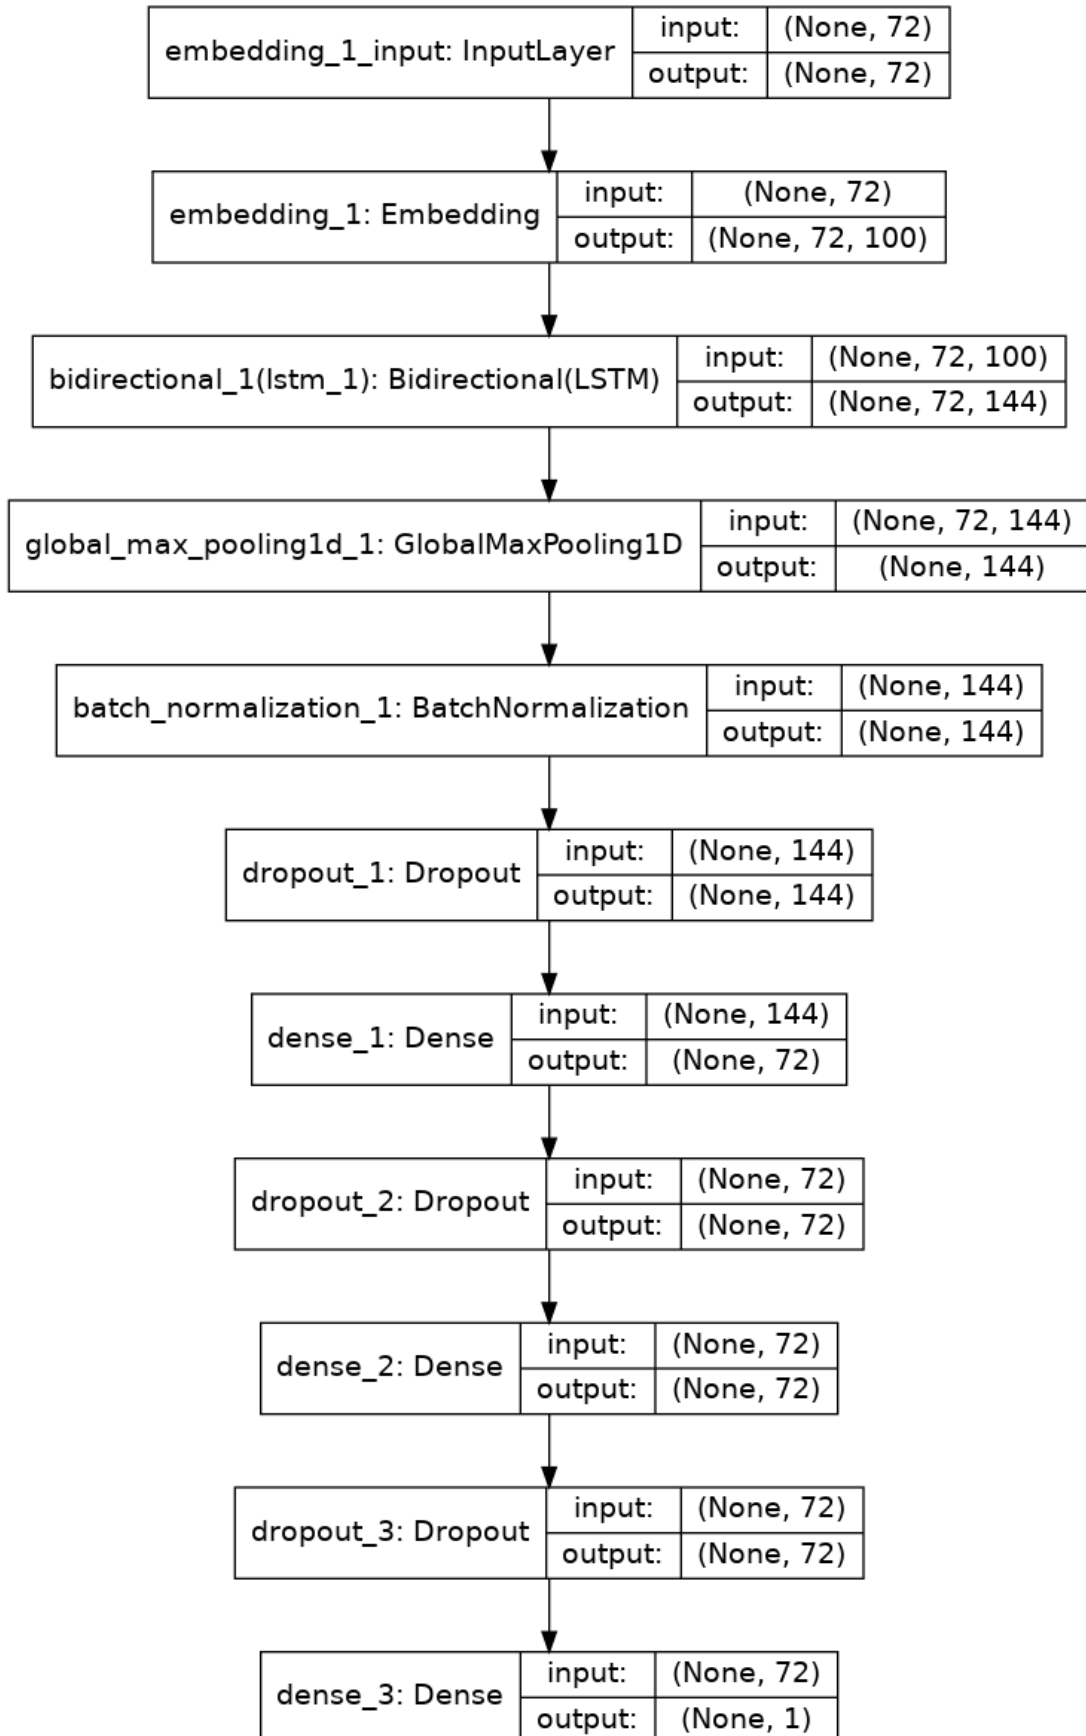 embedding_1_input: InputLayer
input: (None, 72)
output: (None, 72)
embedding_1: Embedding
input: (None, 72)
output: (None, 72, 100)
bidirectional_1(lstm_1): Bidirectional(LSTM)
input: (None, 72, 100)
output: (None, 72, 144)
global_max_pooling1d_1: GlobalMaxPooling1D
input: (None, 72, 144)
output: (None, 144)
batch_normalization_1: BatchNormalization
input: (None, 144)
output: (None, 144)
dropout_1: Dropout
input: (None, 144)
output: (None, 144)
dense_1: Dense
input: (None, 144)
output: (None, 72)
dropout_2: Dropout
input: (None, 72)
output: (None, 72)
dense_2: Dense
input: (None, 72)
output: (None, 72)
dropout_3: Dropout
input: (None, 72)
output: (None, 72)
dense_3: Dense
input: (None, 72)
output: (None, 1)